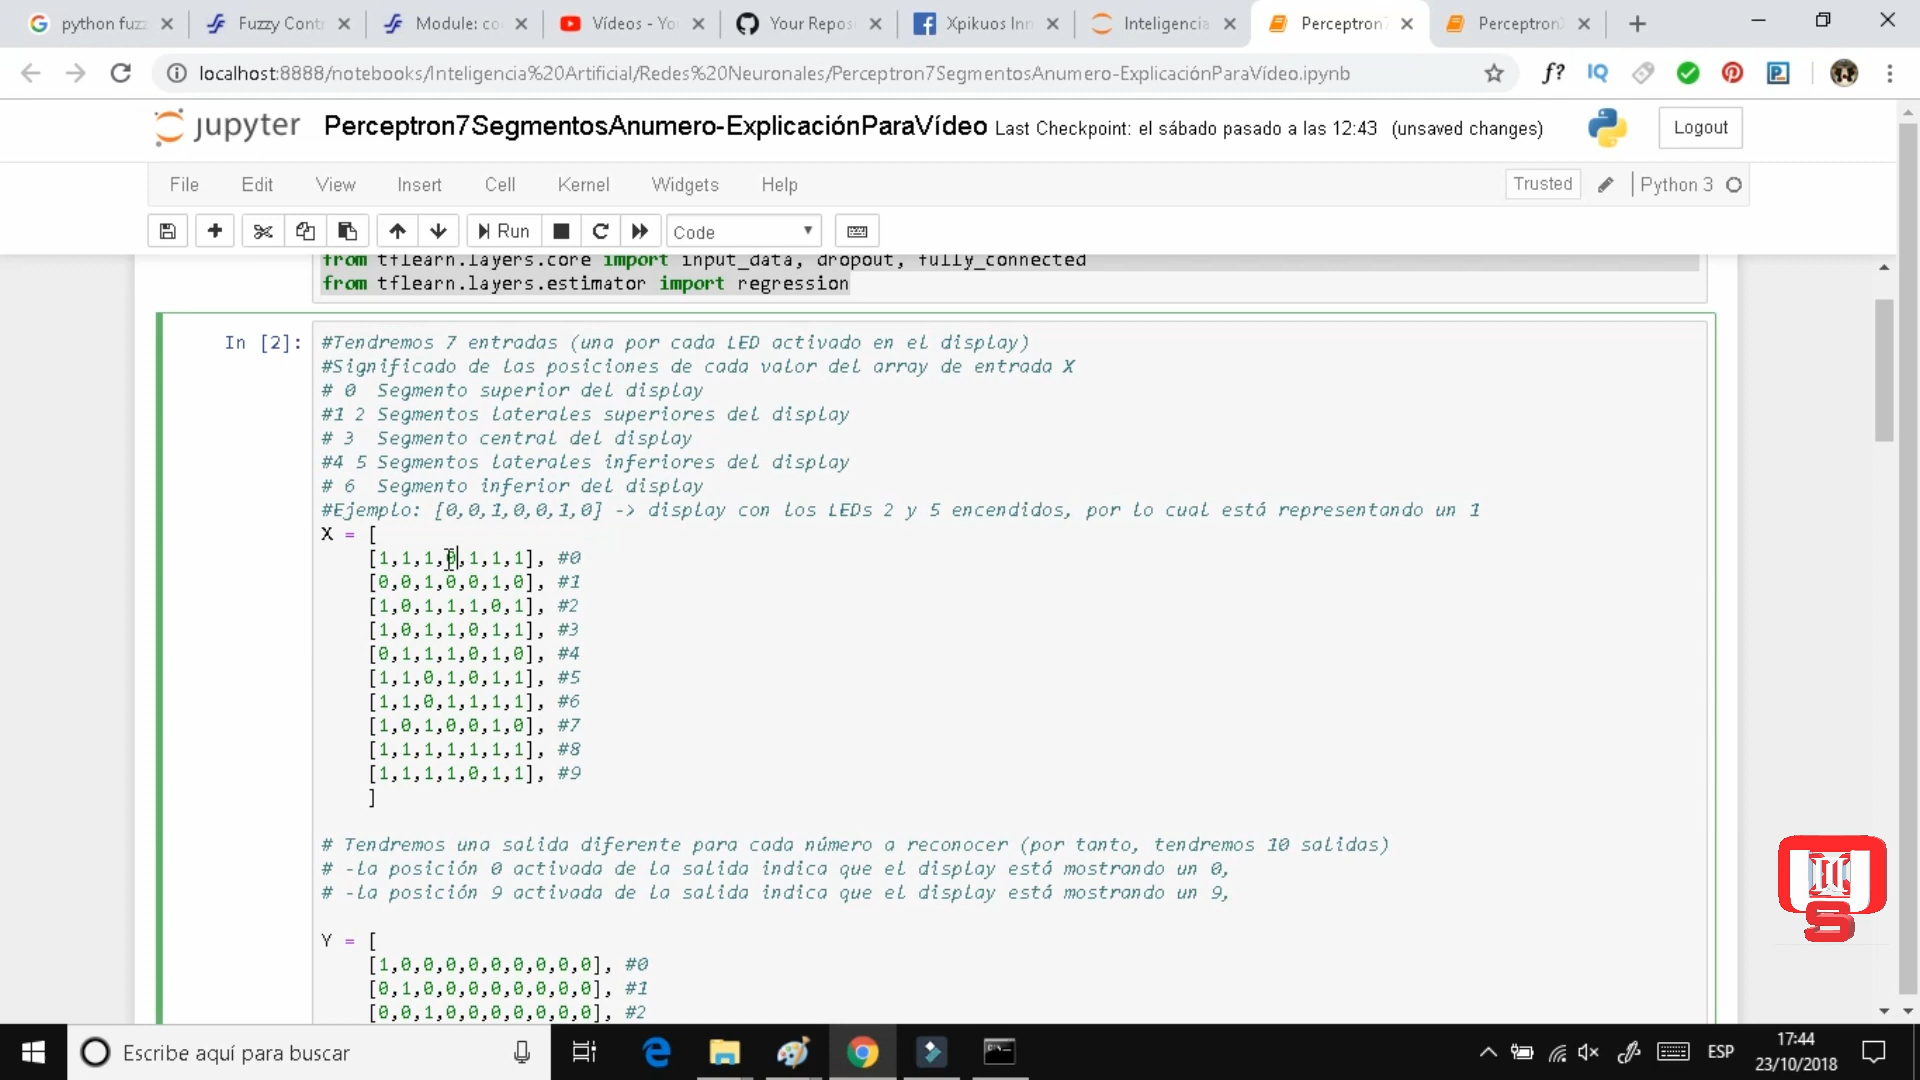 python fuzz
Fuzzy Contr
Module: co
Vídeos - Yo
Your Repos
Xpikuos Inn
Inteligencia
Perceptron7
Perceptron
localhost:8888/notebooks/Inteligencia%20Artificial/Redes%20Neuronales/Perceptron7SegmentosAnumero-ExplicaciónParaVídeo.ipynb
f? IQ
jupyter Perceptron7SegmentosAnumero-ExplicaciónParaVídeo Last Checkpoint: el sábado pasado a las 12:43 (unsaved changes)
Logout
File Edit View Insert Cell Kernel Widgets Help
Trusted
Python 3
Run
Code
from tflearn.layers.core import input_data, dropout, fully_connected
from tflearn.layers.estimator import regression
In [2]:
#Tendremos 7 entradas (una por cada LED activado en el display)
#Significado de las posiciones de cada valor del array de entrada X
# 0 Segmento superior del display
#1 2 Segmentos laterales superiores del display
# 3 Segmento central del display
#4 5 Segmentos laterales inferiores del display
# 6 Segmento inferior del display
#Ejemplo: [0,0,1,0,0,1,0] -> display con los LEDs 2 y 5 encendidos, por lo cual está representando un 1
X = [
[1,1,1,0,1,1,1], #0
[0,0,1,0,0,1,0], #1
[1,0,1,1,1,0,1], #2
[1,0,1,1,0,1,1], #3
[0,1,1,1,0,1,0], #4
[1,1,0,1,0,1,1], #5
[1,1,0,1,1,1,1], #6
[1,0,1,0,0,1,0], #7
[1,1,1,1,1,1,1], #8
[1,1,1,1,0,1,1], #9
]
# Tendremos una salida diferente para cada número a reconocer (por tanto, tendremos 10 salidas)
# -la posición 0 activada de la salida indica que el display está mostrando un 0,
# -la posición 9 activada de la salida indica que el display está mostrando un 9,
Y = [
[1,0,0,0,0,0,0,0,0,0], #0
[0,1,0,0,0,0,0,0,0,0], #1
[0,0,1,0,0,0,0,0,0,0], #2
Escribe aquí para buscar
ESP
17:44
23/10/2018